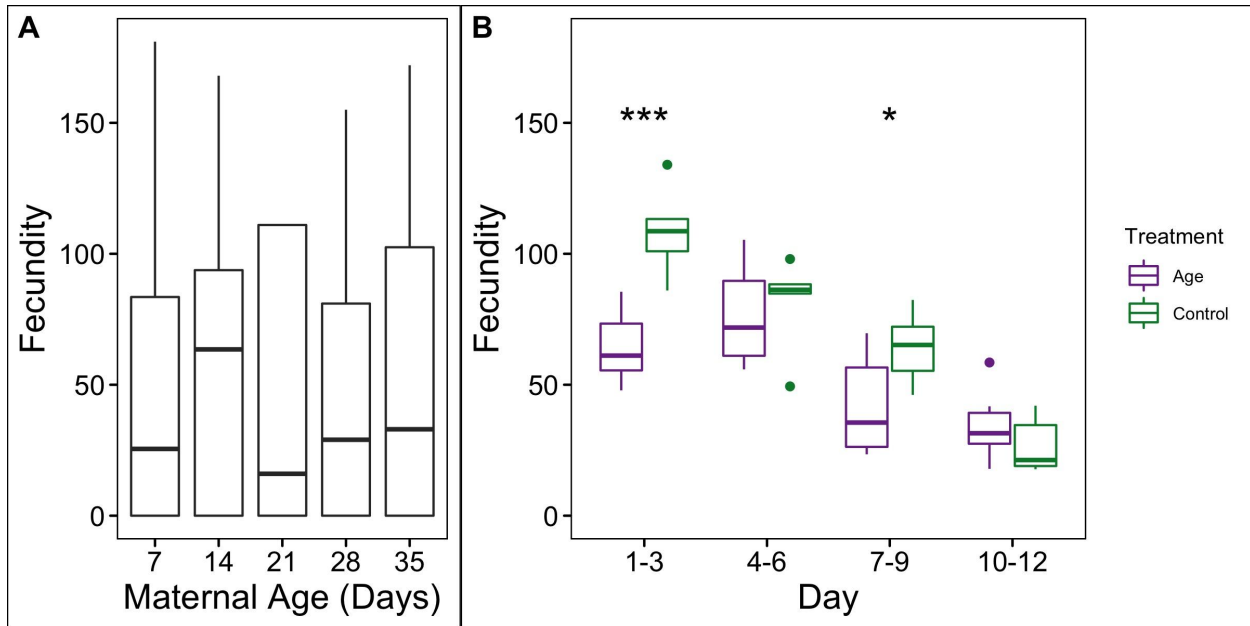 A
Fecundity
150
100
50
0
7 14 21 28 35
Maternal Age (Days)
B
Fecundity
150
100
50
0
*** *
1-3 4-6 7-9 10-12
Day
Treatment
Age
Control